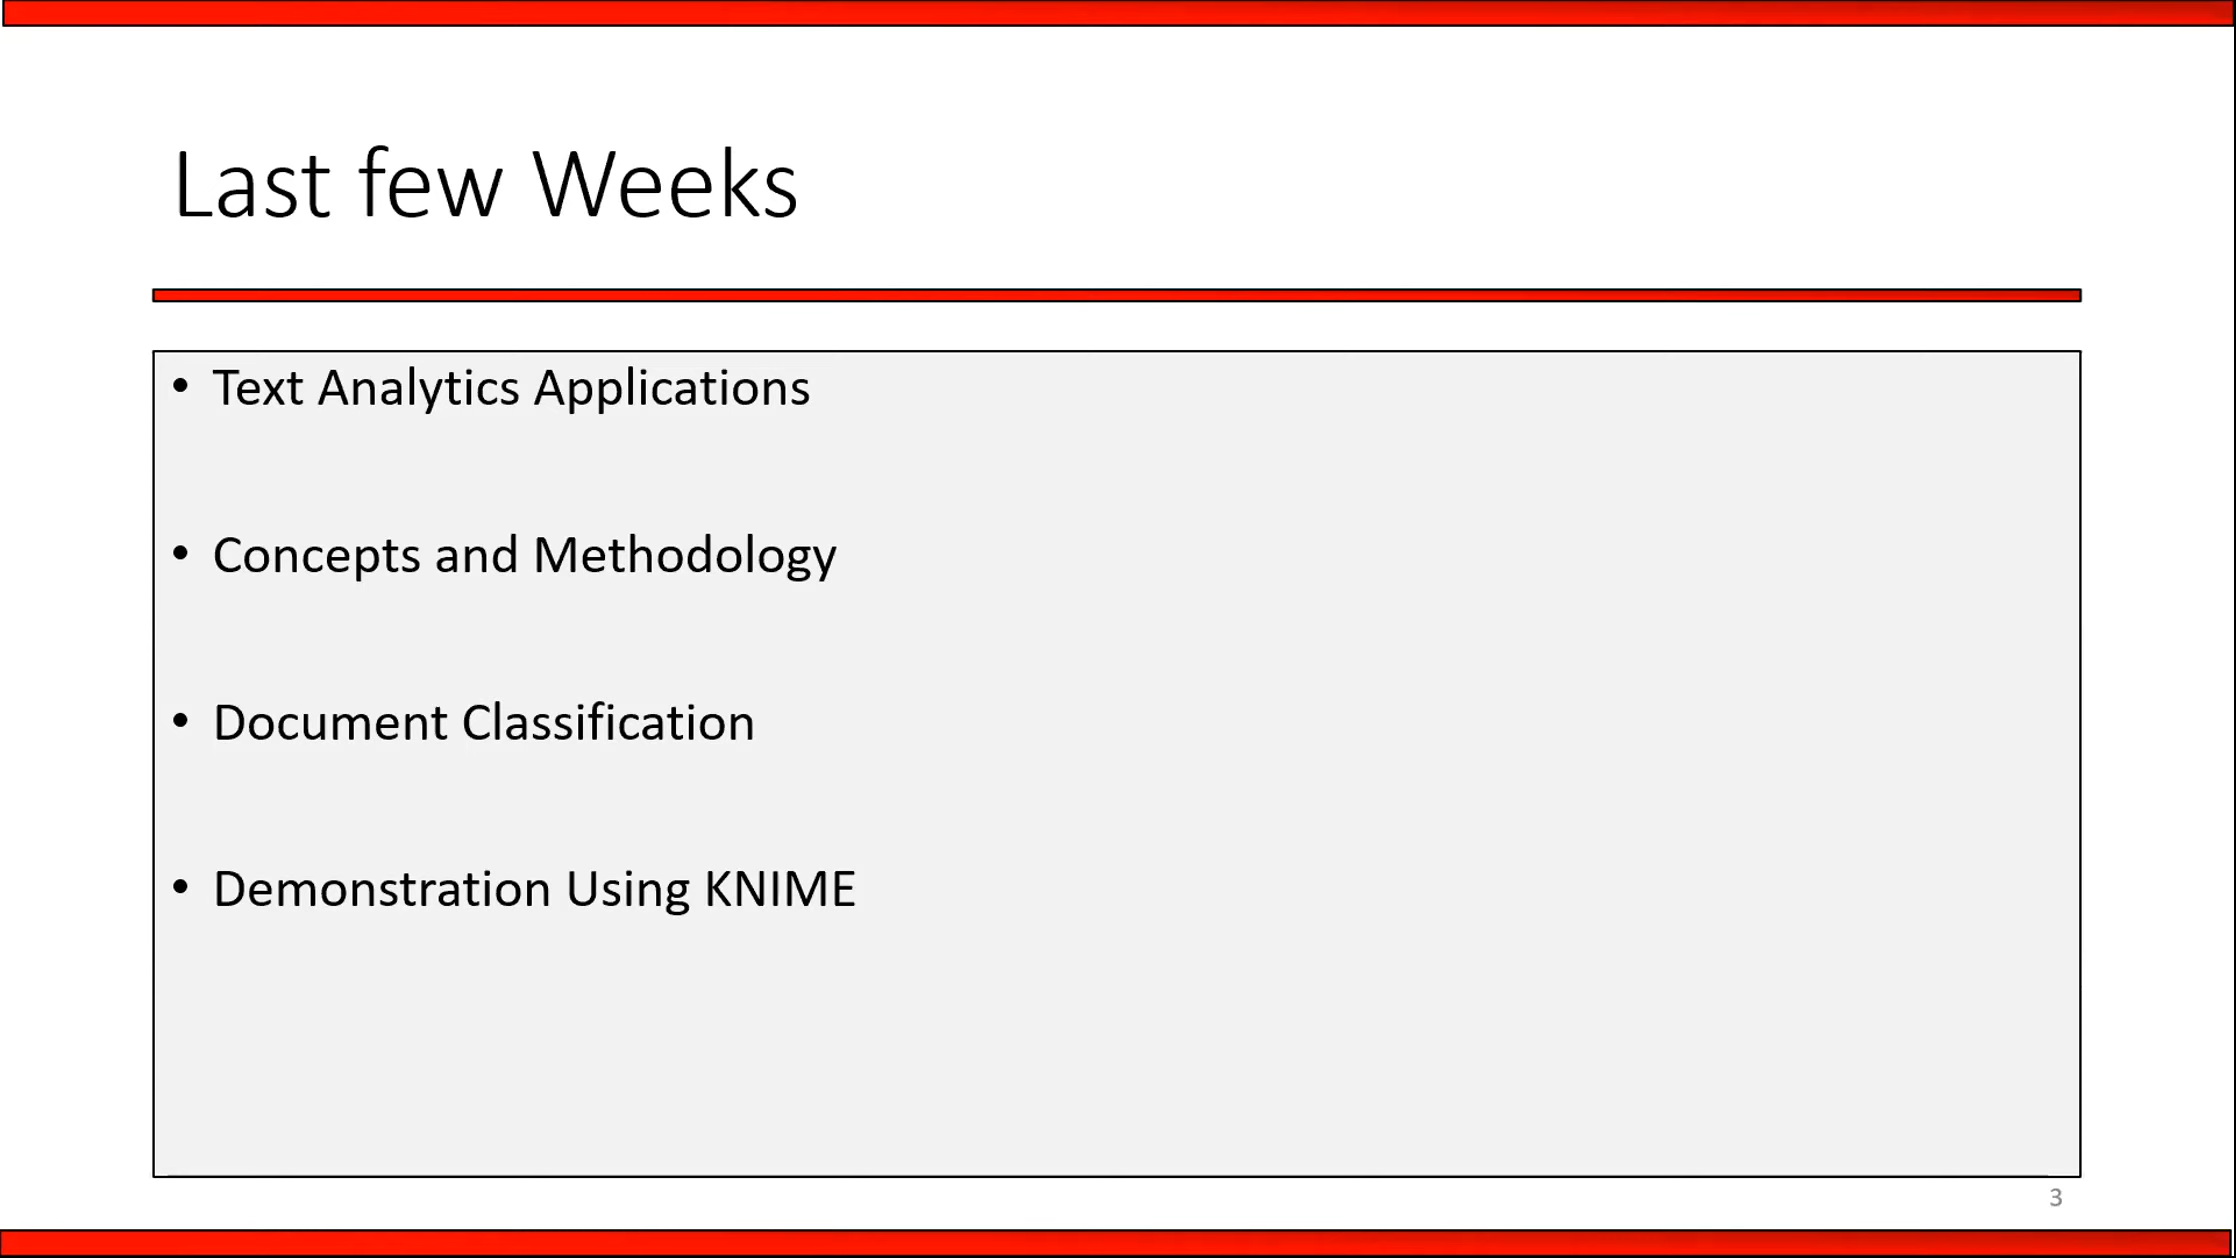 Last few Weeks
• Text Analytics Applications
• Concepts and Methodology
• Document Classification
• Demonstration Using KNIME
3